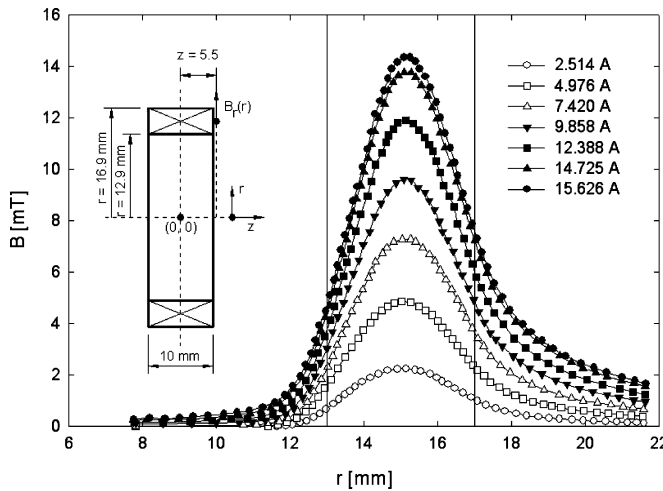 14
12
10
8
6
4
2
0
B [mT]
z = 5.5
Br(r)
r = 16.9 mm
r = 12.9 mm
r
(0, 0)
z
10 mm
2.514 A
4.976 A
7.420 A
9.858 A
12.388 A
14.725 A
15.626 A
6
8
10
12
14
16
18
20
22
r [mm]